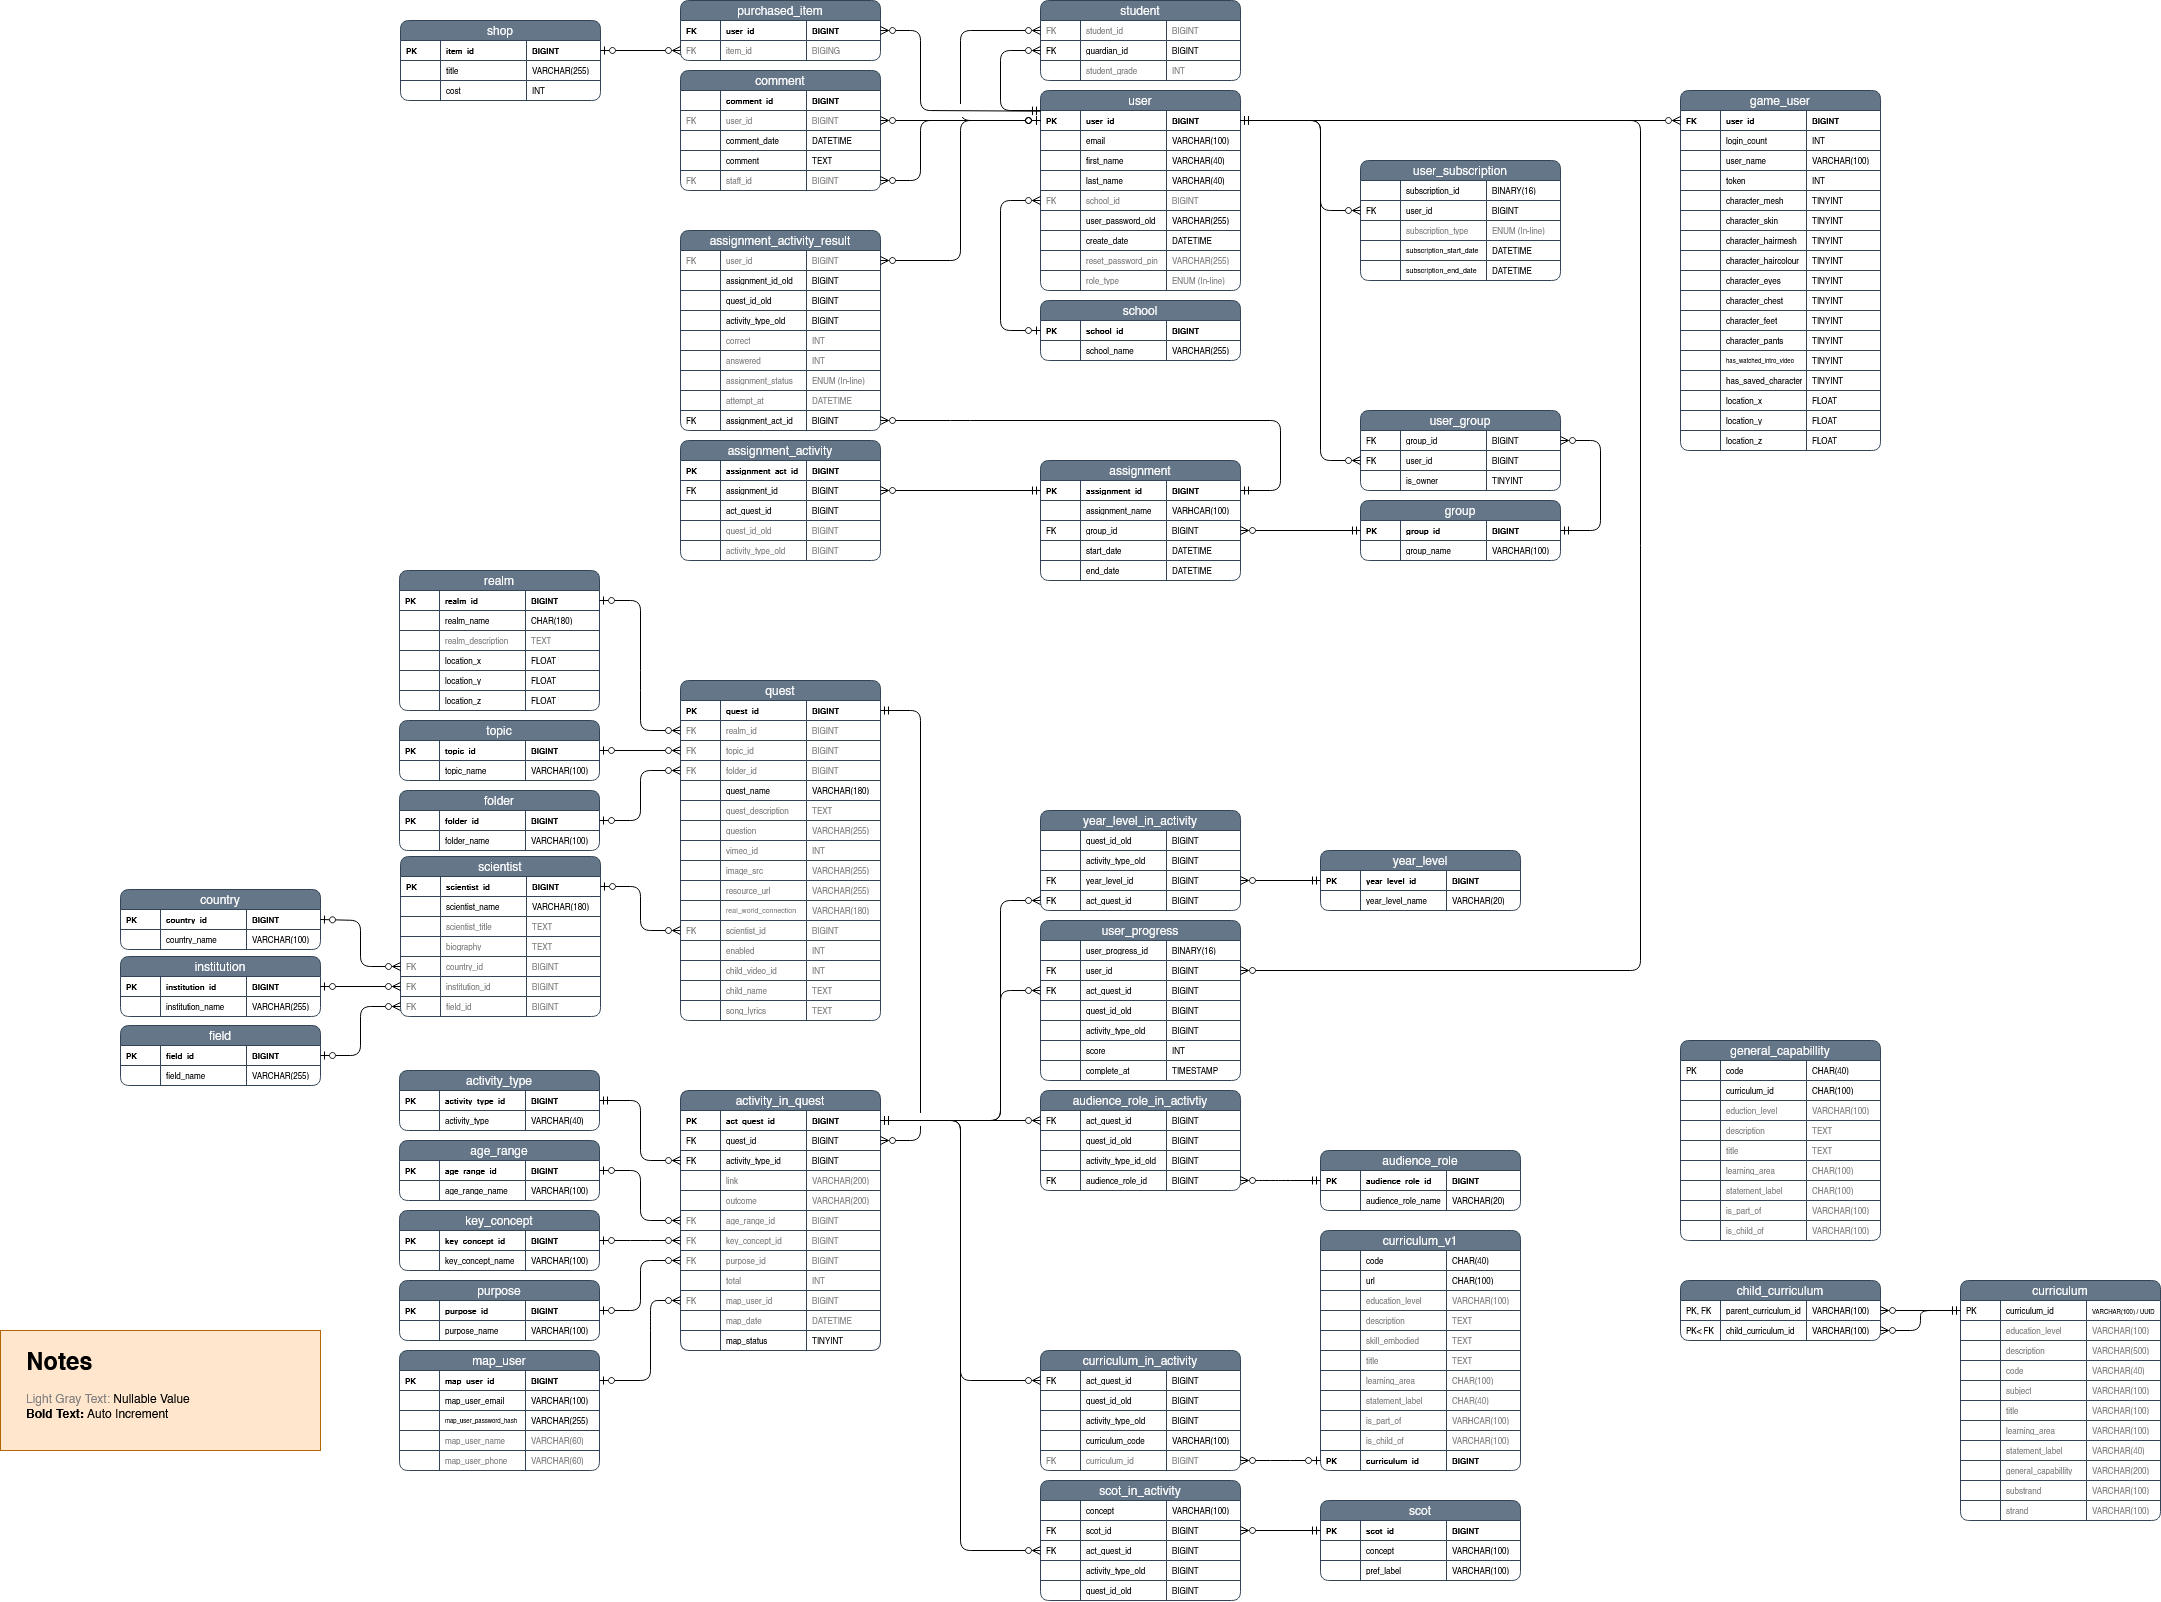 shop
PK item_id BIGINT
title VARCHAR(255)
cost INT
purchased_item
FK user_id BIGINT
FK item_id BIGING
comment
comment_id BIGINT
FK user_id BIGINT
comment_date DATETIME
comment TEXT
FK staff_id BIGINT
student
FK student_id BIGINT
FK guardian_id BIGINT
student_grade INT
user
PK user_id BIGINT
email VARCHAR(100)
first_name VARCHAR(40)
last_name VARCHAR(40)
FK school_id BIGINT
user_password_old VARCHAR(255)
create_date DATETIME
reset_password_pin VARCHAR(255)
role_type ENUM (In-line)
school
PK school_id BIGINT
school_name VARCHAR(255)
game_user
FK user_id BIGINT
login_count INT
user_name VARCHAR(100)
token INT
character_mesh TINYINT
character_skin TINYINT
character_hairmesh TINYINT
character_haircolour TINYINT
character_eyes TINYINT
character_chest TINYINT
character_feet TINYINT
character_pants TINYINT
has_watched_intro_video TINYINT
has_saved_character TINYINT
location_x FLOAT
location_y FLOAT
location_z FLOAT
user_subscription
subscription_id BINARY(16)
FK user_id BIGINT
subscription_type ENUM (In-line)
subscription_start_date DATETIME
subscription_end_date DATETIME
assignment_activity_result
FK user_id BIGINT
assignment_id_old BIGINT
quest_id_old BIGINT
activity_type_old BIGINT
correct INT
answered INT
assignment_status ENUM (In-line)
attempt_at DATETIME
FK assignment_act_id BIGINT
assignment_activity
PK assignment_act_id BIGINT
FK assignment_id BIGINT
act_quest_id BIGINT
quest_id_old BIGINT
activity_type_old BIGINT
assignment
PK assignment_id BIGINT
assignment_name VARHCAR(100)
FK group_id BIGINT
start_date DATETIME
end_date DATETIME
user_group
FK group_id BIGINT
FK user_id BIGINT
is_owner TINYINT
group
PK group_id BIGINT
group_name VARCHAR(100)
realm
PK realm_id BIGINT
realm_name CHAR(180)
realm_description TEXT
location_x FLOAT
location_y FLOAT
location_z FLOAT
topic
PK topic_id BIGINT
topic_name VARCHAR(100)
folder
PK folder_id BIGINT
folder_name VARCHAR(100)
scientist
PK scientist_id BIGINT
scientist_name VARCHAR(180)
scientist_title TEXT
biography TEXT
FK country_id BIGINT
FK institution_id BIGINT
FK field_id BIGINT
country
PK country_id BIGINT
country_name VARCHAR(100)
institution
PK institution_id BIGINT
institution_name VARCHAR(255)
field
PK field_id BIGINT
field_name VARCHAR(255)
quest
PK quest_id BIGINT
FK realm_id BIGINT
FK topic_id BIGINT
FK folder_id BIGINT
quest_name VARCHAR(180)
quest_description TEXT
question VARCHAR(255)
vimeo_id INT
image_src VARCHAR(255)
resource_url VARCHAR(255)
real_world_connection VARCHAR(180)
FK scientist_id BIGINT
enabled INT
child_video_id INT
child_name TEXT
song_lyrics TEXT
year_level_in_activity
quest_id_old BIGINT
activity_type_old BIGINT
FK year_level_id BIGINT
FK act_quest_id BIGINT
year_level
PK year_level_id BIGINT
year_level_name VARCHAR(20)
user_progress
user_progress_id BINARY(16)
FK user_id BIGINT
FK act_quest_id BIGINT
quest_id_old BIGINT
activity_type_old BIGINT
score INT
complete_at TIMESTAMP
audience_role_in_activtiy
FK act_quest_id BIGINT
quest_id_old BIGINT
activity_type_id_old BIGINT
FK audience_role_id BIGINT
audience_role
PK audience_role_id BIGINT
audience_role_name VARCHAR(20)
activity_type
PK activity_type_id BIGINT
activity_type VARCHAR(40)
age_range
PK age_range_id BIGINT
age_range_name VARCHAR(100)
key_concept
PK key_concept_id BIGINT
key_concept_name VARCHAR(100)
purpose
PK purpose_id BIGINT
purpose_name VARCHAR(100)
map_user
PK map_user_id BIGINT
map_user_email VARCHAR(100)
map_user_password_hash VARCHAR(255)
map_user_name VARCHAR(60)
map_user_phone VARCHAR(60)
activity_in_quest
PK act_quest_id BIGINT
FK quest_id BIGINT
FK activity_type_id BIGINT
link VARCHAR(200)
outcome VARCHAR(200)
FK age_range_id BIGINT
FK key_concept_id BIGINT
FK purpose_id BIGINT
total INT
FK map_user_id BIGINT
map_date DATETIME
map_status TINYINT
curriculum_v1
code CHAR(40)
url CHAR(100)
education_level VARCHAR(100)
description TEXT
skill_embodied TEXT
title TEXT
learning_area CHAR(100)
statement_label CHAR(40)
is_part_of VARHCAR(100)
is_child_of VARCHAR(100)
PK curriculum_id BIGINT
curriculum_in_activity
FK act_quest_id BIGINT
quest_id_old BIGINT
activity_type_old BIGINT
curriculum_code VARCHAR(100)
FK curriculum_id BIGINT
scot_in_activity
concept VARCHAR(100)
FK scot_id BIGINT
FK act_quest_id BIGINT
activity_type_old BIGINT
quest_id_old BIGINT
scot
PK scot_id BIGINT
concept VARCHAR(100)
pref_label VARCHAR(100)
general_capabillity
PK code CHAR(40)
curriculum_id CHAR(100)
eduction_level VARCHAR(100)
description TEXT
title TEXT
learning_area CHAR(100)
statement_label CHAR(100)
is_part_of VARCHAR(100)
is_child_of VARCHAR(100)
child_curriculum
PK, FK parent_curriculum_id VARCHAR(100)
PK< FK child_curriculum_id VARCHAR(100)
curriculum
PK curriculum_id VARCHAR(100) / UUID
education_level VARCHAR(100)
description VARCHAR(500)
code VARCHAR(40)
subject VARCHAR(100)
title VARCHAR(100)
learning_area VARCHAR(100)
statement_label VARCHAR(40)
general_capabillity VARCHAR(200)
substrand VARCHAR(100)
strand VARCHAR(100)
Notes
Light Gray Text: Nullable Value
Bold Text: Auto Increment